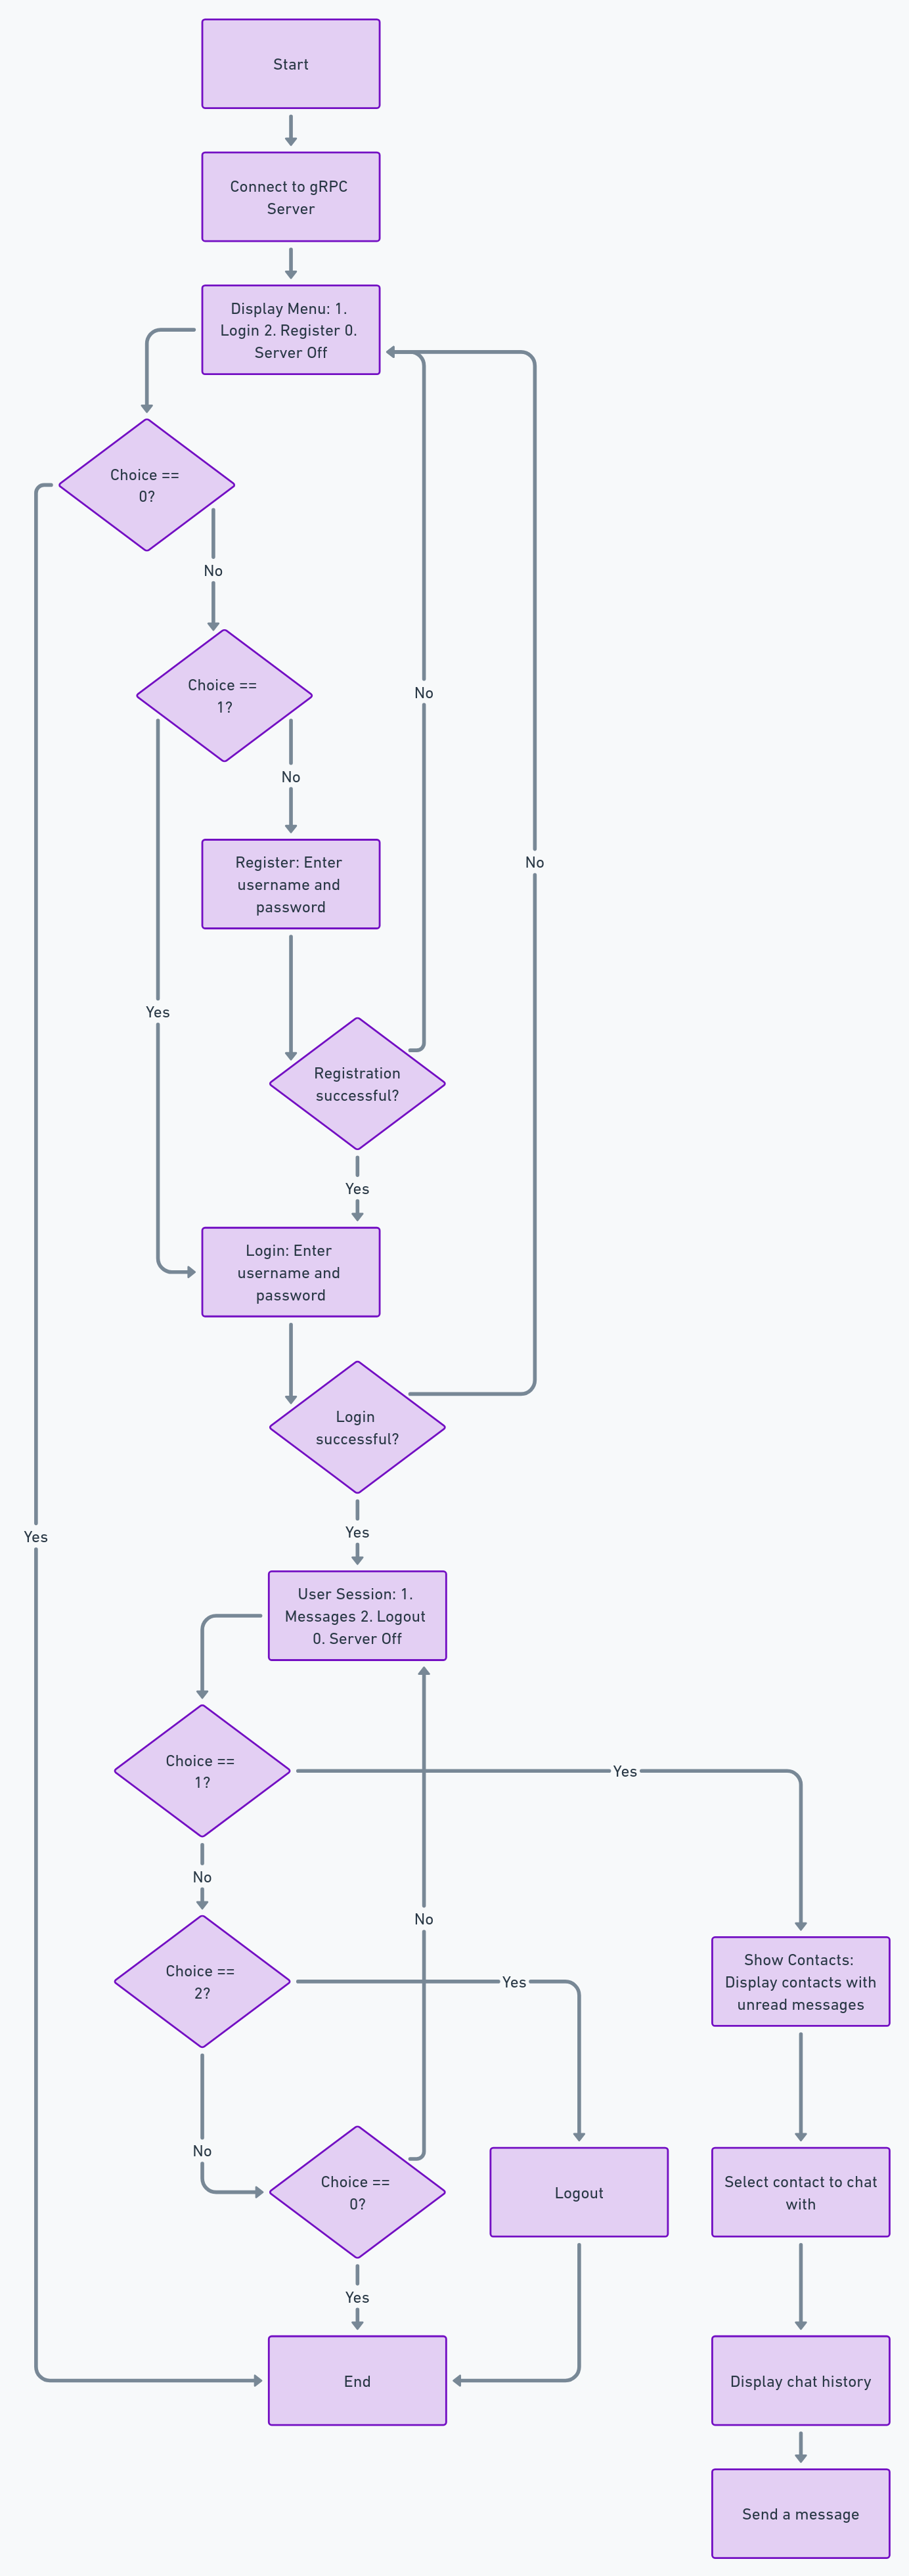 Start
Connect to gRPC
Server
Display Menu: 1.
Login 2. Register 0.
Server Off
Choice ==
0?
No
Choice ==
1?
No
No
Register: Enter
username and
password
No
Yes
Registration
successful?
Yes
Login: Enter
username and
password
Login
successful?
Yes
Yes
User Session: 1.
Messages 2. Logout
0. Server Off
Choice ==
1?
Yes
No
No
Choice ==
2?
Yes
Show Contacts:
Display contacts with
unread messages
No
Choice ==
0?
Logout
Select contact to chat
with
Yes
End
Display chat history
Send a message